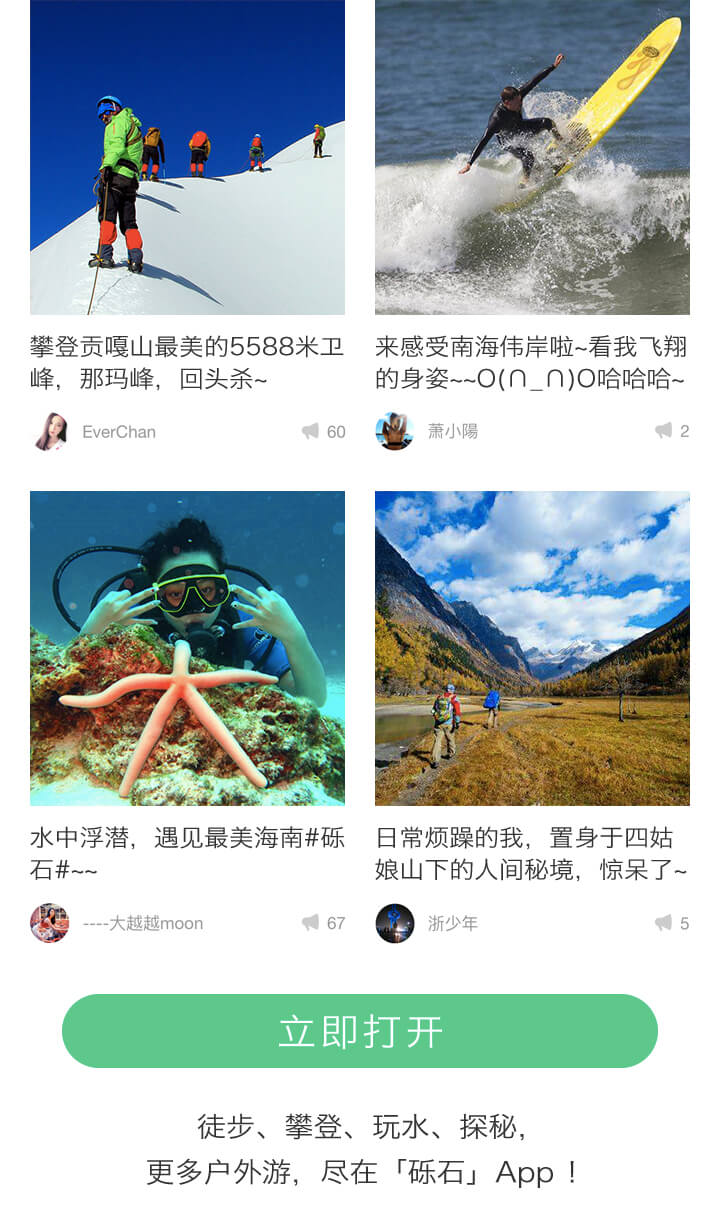 攀登贡嘎山最美的5588米卫
峰，那玛峰，回头杀~
EverChan
60
来感受南海伟岸啦~看我飞翔
的身姿~~O(∩_∩)O哈哈哈~
萧小陽
2
水中浮潜，遇见最美海南#砾
石#~~
----大越越moon
67
日常烦躁的我，置身于四姑
娘山下的人间秘境，惊呆了~
浙少年
5
立即打开
徒步、攀登、玩水、探秘，
更多户外游，尽在「砾石」App！